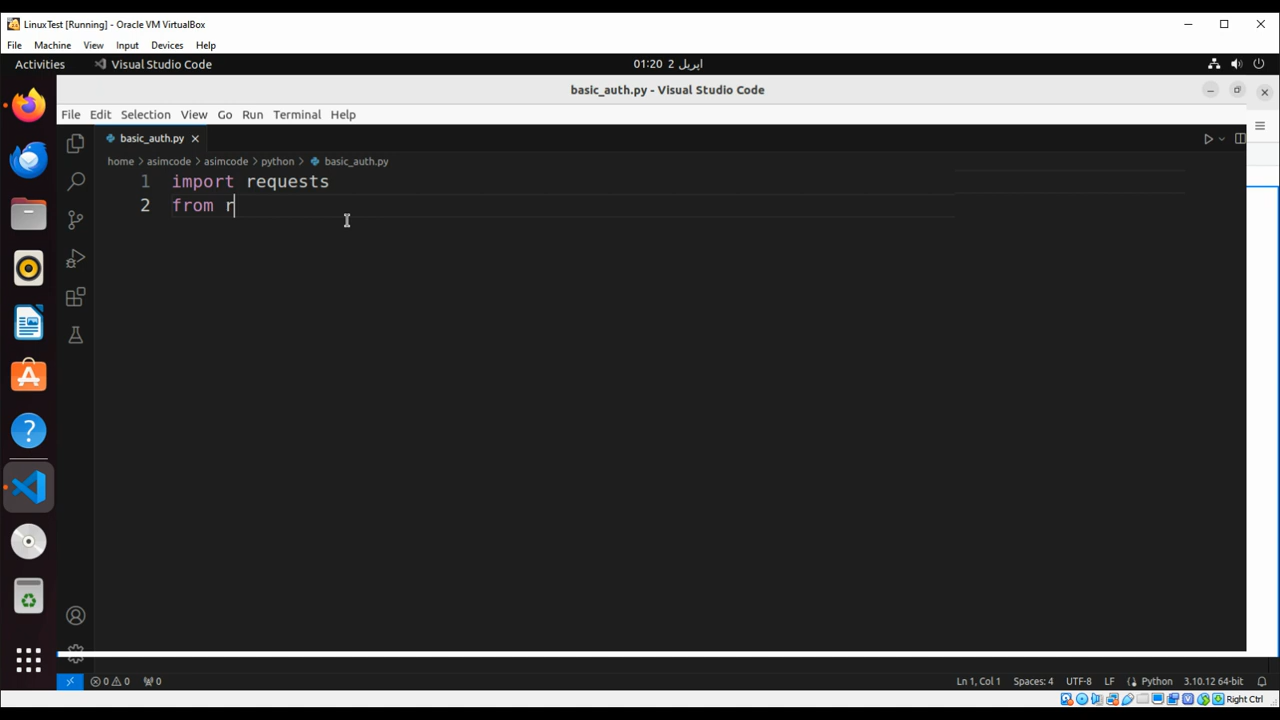 LinuxTest [Running] - Oracle VM VirtualBox
File Machine View Input Devices Help
Activities Visual Studio Code 01:20 2 اپریل
basic_auth.py - Visual Studio Code
File Edit Selection View Go Run Terminal Help
basic_auth.py
home > asimcode > asimcode > python > basic_auth.py
1 import requests
2 from r
0 0 0 Ln 1, Col 1 Spaces: 4 UTF-8 LF Python 3.10.12 64-bit
Right Ctrl